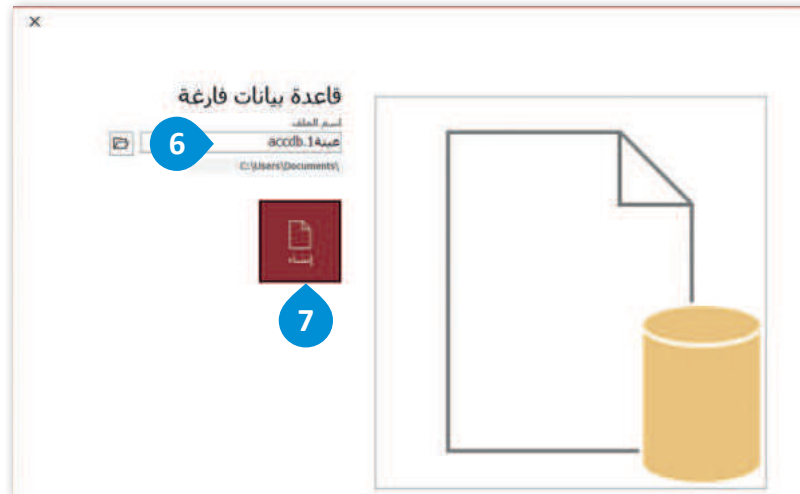 ×
قاعدة بيانات فارغة
اسم الملف
6
عينة1.accdb
C:\Users\Documents\
إنشاء
7